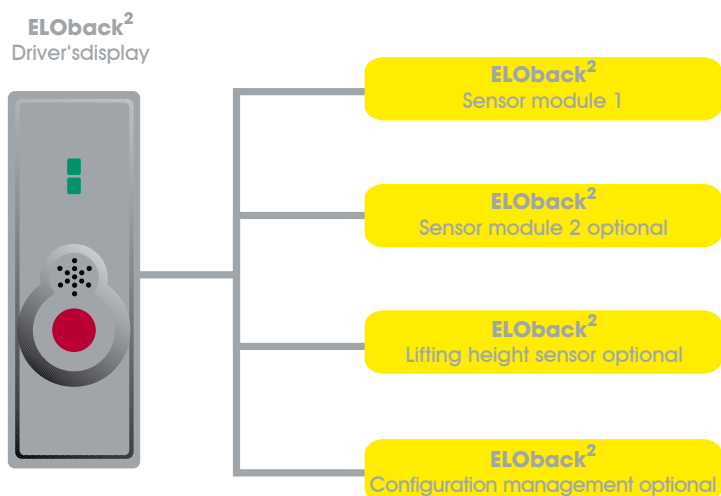 ELOback²
Driver‘sdisplay
ELOback²
Sensor module 1
ELOback²
Sensor module 2 optional
ELOback²
Lifting height sensor optional
ELOback²
Configuration management optional